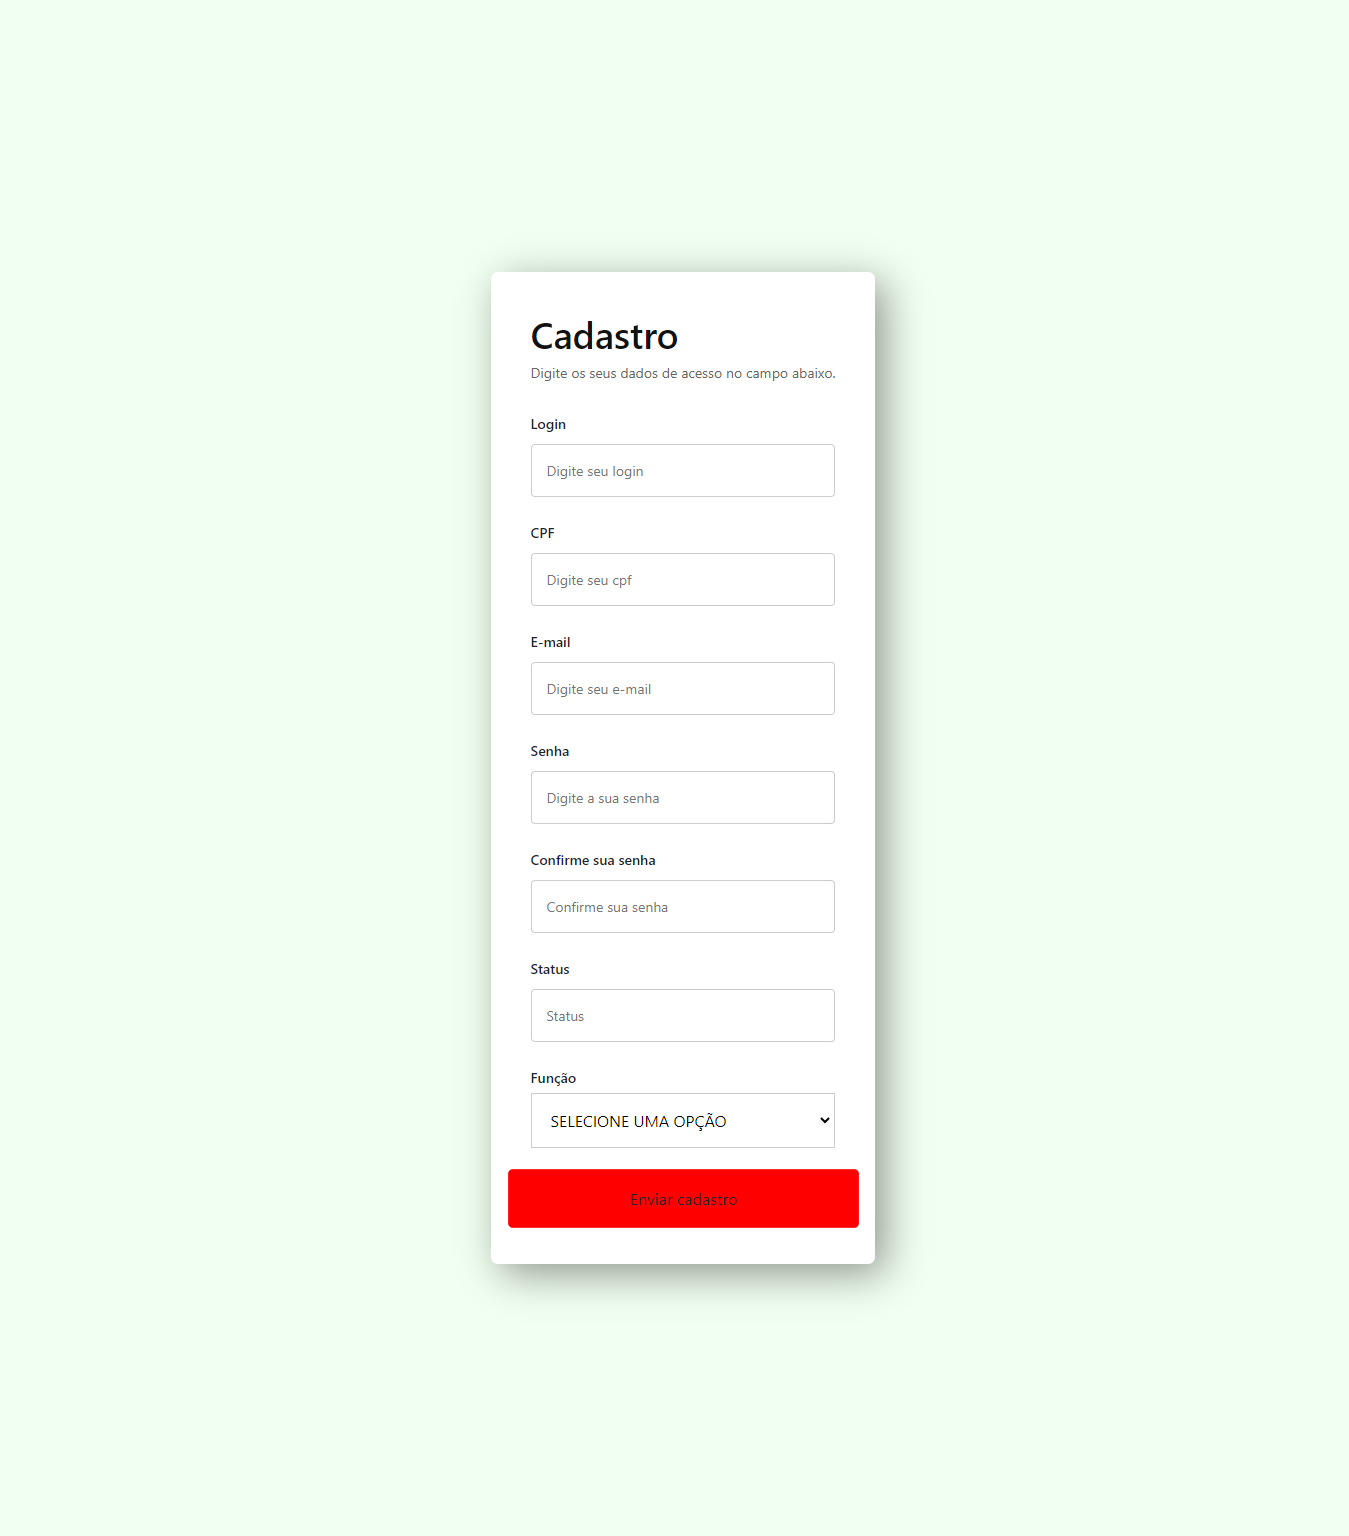 Cadastro
Digite os seus dados de acesso no campo abaixo.
Login
Digite seu login
CPF
Digite seu cpf
E-mail
Digite seu e-mail
Senha
Digite a sua senha
Confirme sua senha
Confirme sua senha
Status
Status
Função
SELECIONE UMA OPÇÃO
Enviar cadastro